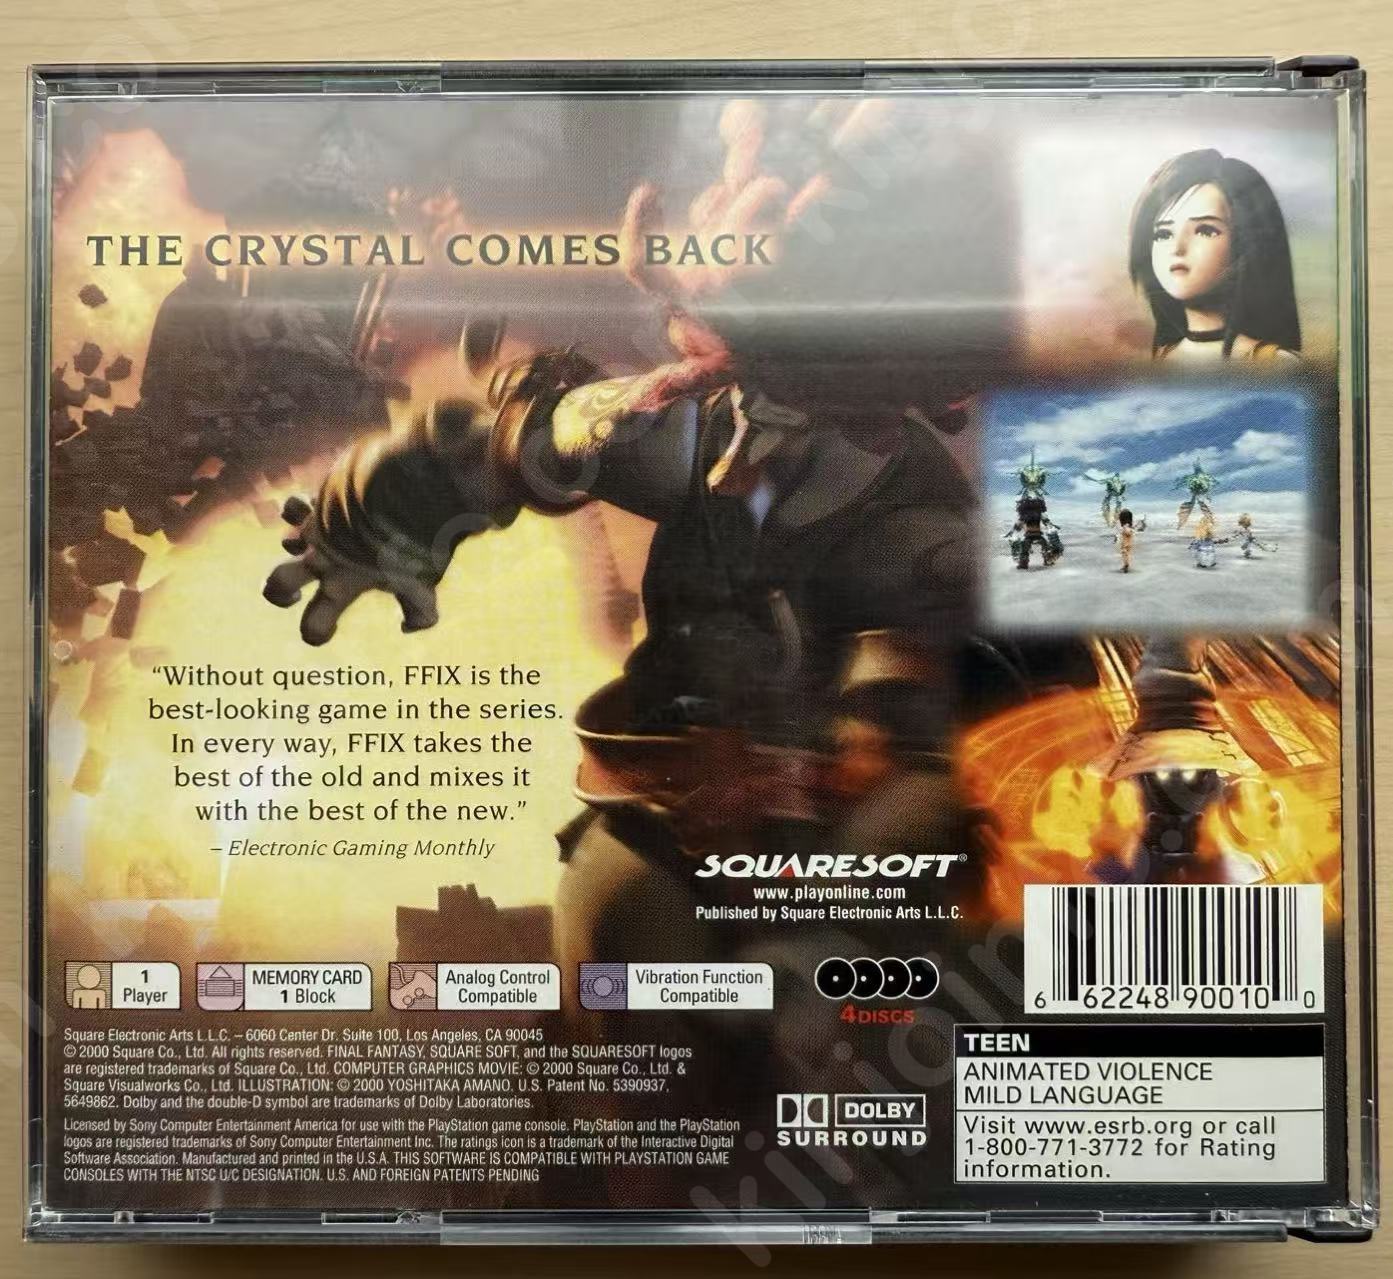 THE CRYSTAL COMES BACK
“Without question, FFIX is the
best-looking game in the series.
In every way, FFIX takes the
best of the old and mixes it
with the best of the new.”
– Electronic Gaming Monthly
SQUARESOFT®
www.playonline.com
Published by Square Electronic Arts L.L.C.
1
Player
MEMORY CARD
1 Block
Analog Control
Compatible
Vibration Function
Compatible
4 DISCS
6 62248 90010 0
Square Electronic Arts L.L.C. – 6060 Center Dr. Suite 100, Los Angeles, CA 90045
© 2000 Square Co., Ltd. All rights reserved. FINAL FANTASY, SQUARE SOFT, and the SQUARESOFT logos
are registered trademarks of Square Co., Ltd. COMPUTER GRAPHICS MOVIE: © 2000 Square Co., Ltd. &
Square Visualworks Co., Ltd. ILLUSTRATION: © 2000 YOSHITAKA AMANO. U.S. Patent No. 5390937,
5649862. Dolby and the double-D symbol are trademarks of Dolby Laboratories.
Licensed by Sony Computer Entertainment America for use with the PlayStation game console. PlayStation and the PlayStation
logos are registered trademarks of Sony Computer Entertainment Inc. The ratings icon is a trademark of the Interactive Digital
Software Association. Manufactured and printed in the U.S.A. THIS SOFTWARE IS COMPATIBLE WITH PLAYSTATION GAME
CONSOLES WITH THE NTSC U/C DESIGNATION. U.S. AND FOREIGN PATENTS PENDING
DOLBY
SURROUND
TEEN
ANIMATED VIOLENCE
MILD LANGUAGE
Visit www.esrb.org or call
1-800-771-3772 for Rating
information.